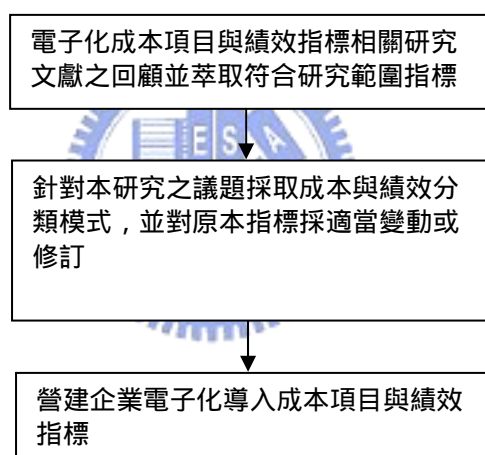 電子化成本項目與績效指標相關研究
文獻之回顧並萃取符合研究範圍指標
E S A
針對本研究之議題採取成本與績效分
類模式，並對原本指標採適當變動或
修訂
營建企業電子化導入成本項目與績效
指標